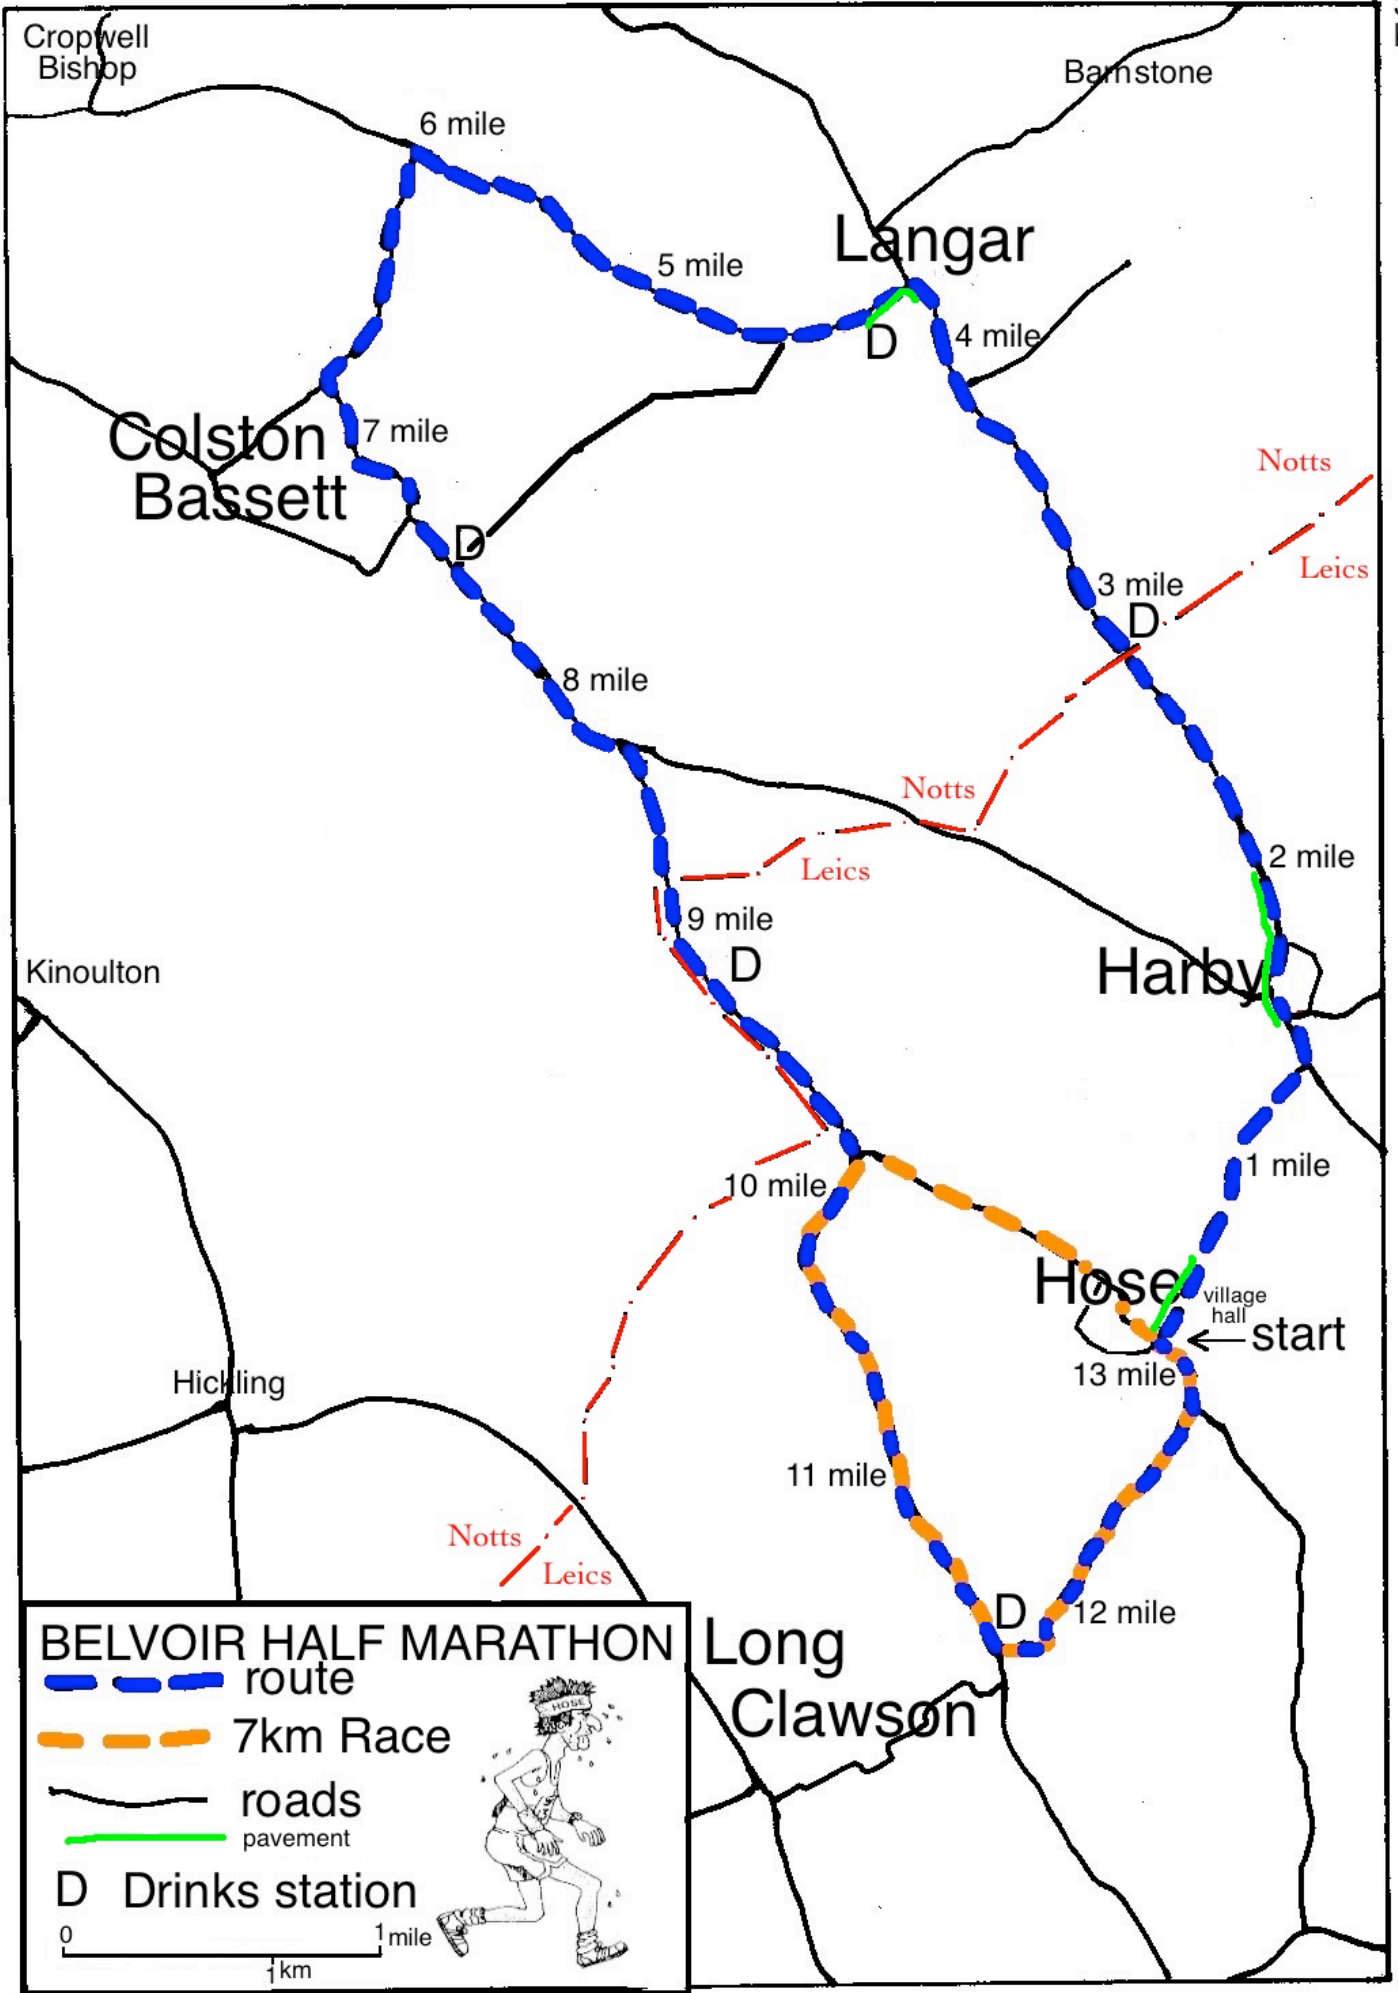 Cropwell
Bishop
Barnstone
6 mile
Langar
5 mile
4 mile
D
7 mile
Colston
Bassett
Notts
D
Leics
3 mile
D
8 mile
Notts
2 mile
Leics
9 mile
D
Harby
Kinoulton
1 mile
10 mile
Hose
village
hall
start
13 mile
Hickling
11 mile
Notts
Leics
D
12 mile
Long
Clawson
BELVOIR HALF MARATHON
route
HOSE
7km Race
roads
pavement
D Drinks station
0 1 mile
1 km